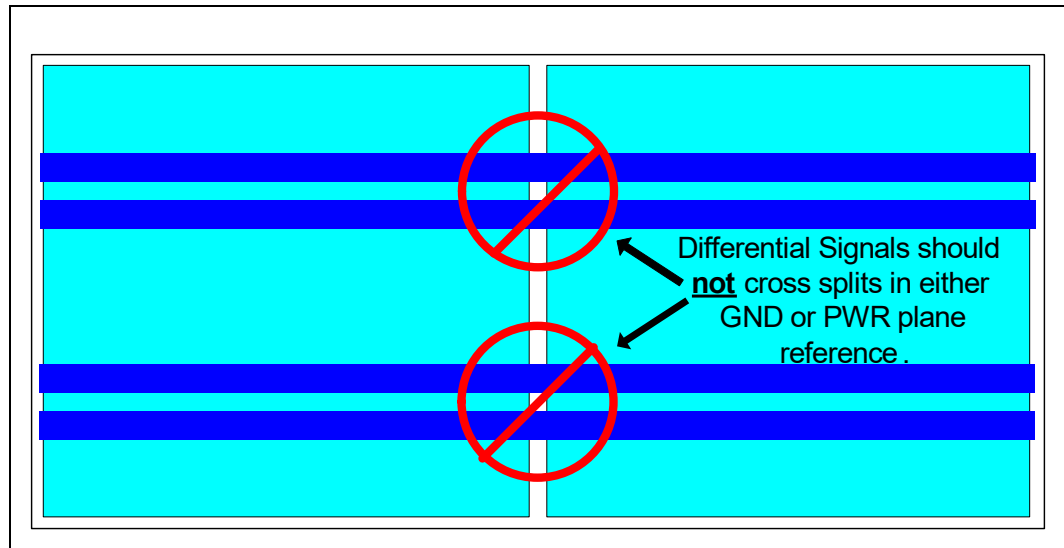 Differential Signals should
not cross splits in either
GND or PWR plane
reference .